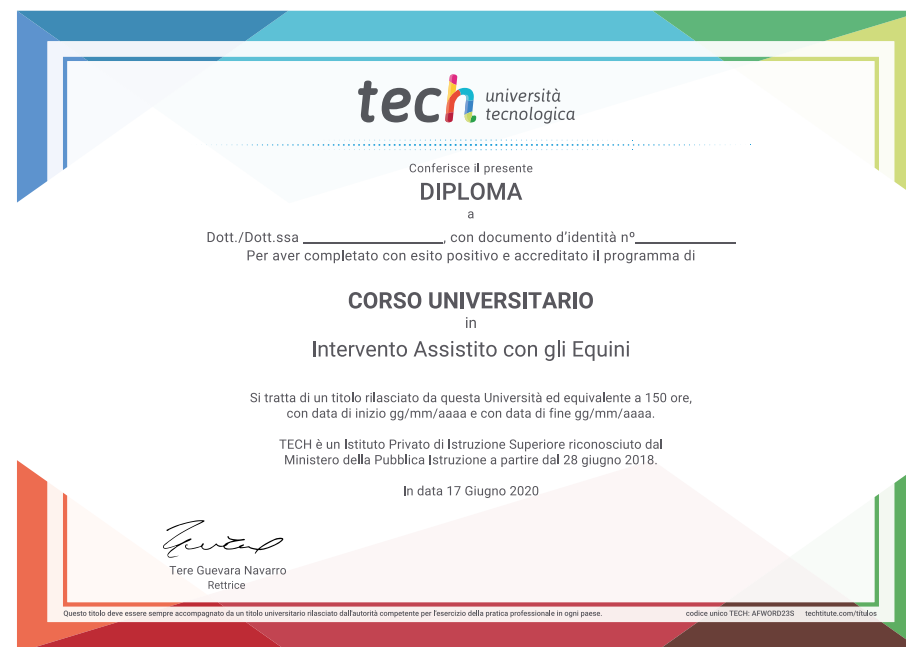 tech università
tecnologica
Conferisce il presente
DIPLOMA
a
Dott./Dott.ssa ____________________, con documento d'identità nº______________
Per aver completato con esito positivo e accreditato il programma di
CORSO UNIVERSITARIO
in
Intervento Assistito con gli Equini
Si tratta di un titolo rilasciato da questa Università ed equivalente a 150 ore,
con data di inizio gg/mm/aaaa e con data di fine gg/mm/aaaa.
TECH è un Istituto Privato di Istruzione Superiore riconosciuto dal
Ministero della Pubblica Istruzione a partire dal 28 giugno 2018.
In data 17 Giugno 2020
Tere Guevara Navarro
Rettrice
Questo titolo deve essere sempre accompagnato da un titolo universitario rilasciato dall'autorità competente per l'esercizio della pratica professionale in ogni paese. codice unico TECH: AFWORD23S techtitute.com/titulos